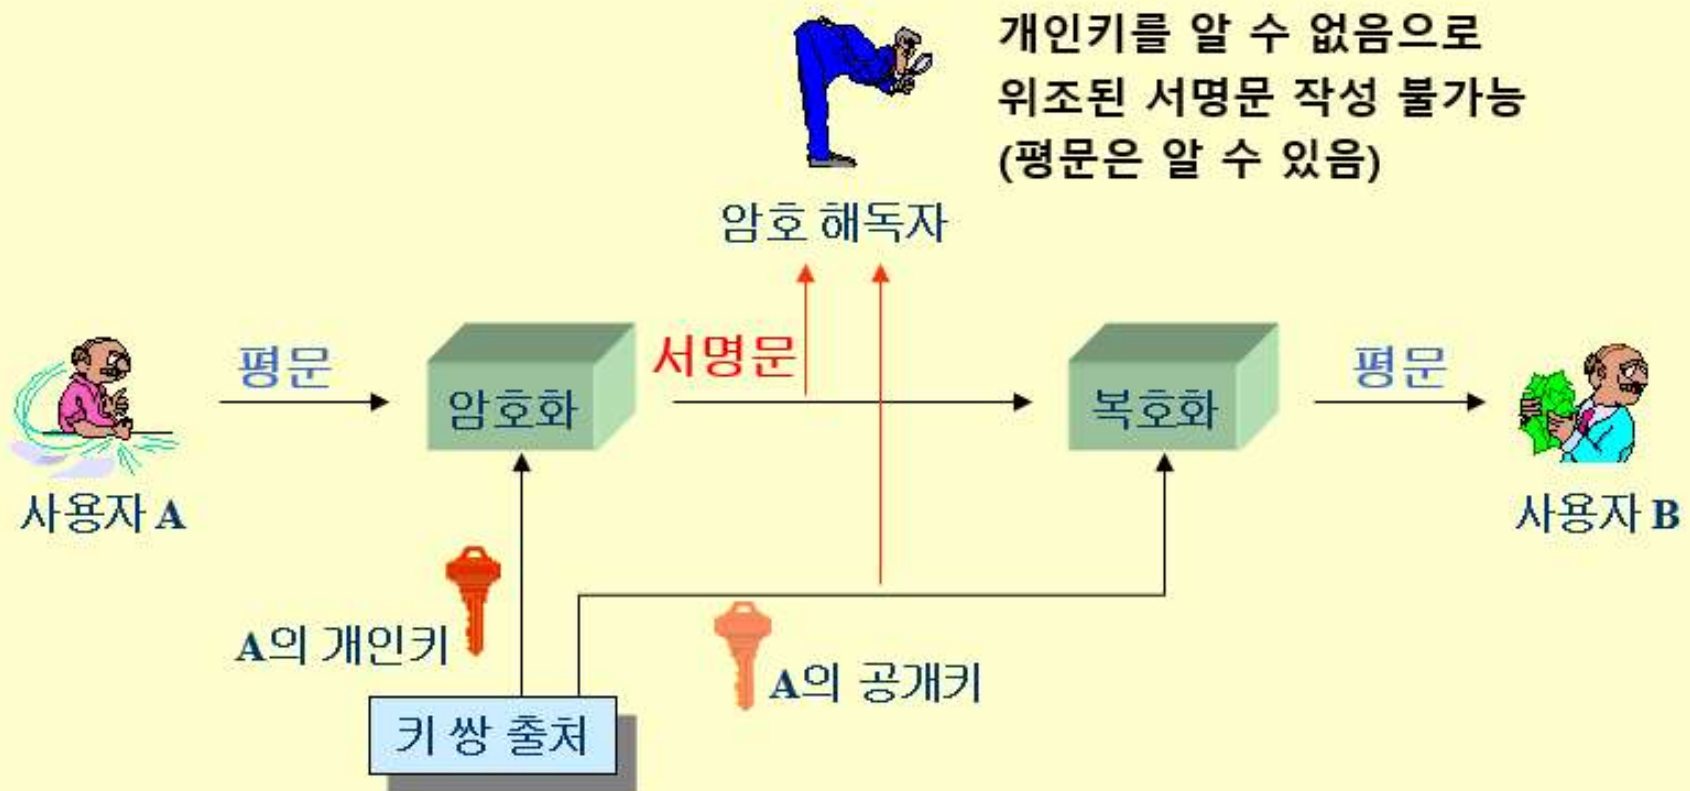 개인키를 알 수 없음으로
위조된 서명문 작성 불가능
(평문은 알 수 있음)
암호 해독자
평문
암호화
서명문
복호화
평문
사용자 A
사용자 B
A의 개인키
A의 공개키
키 쌍 출처